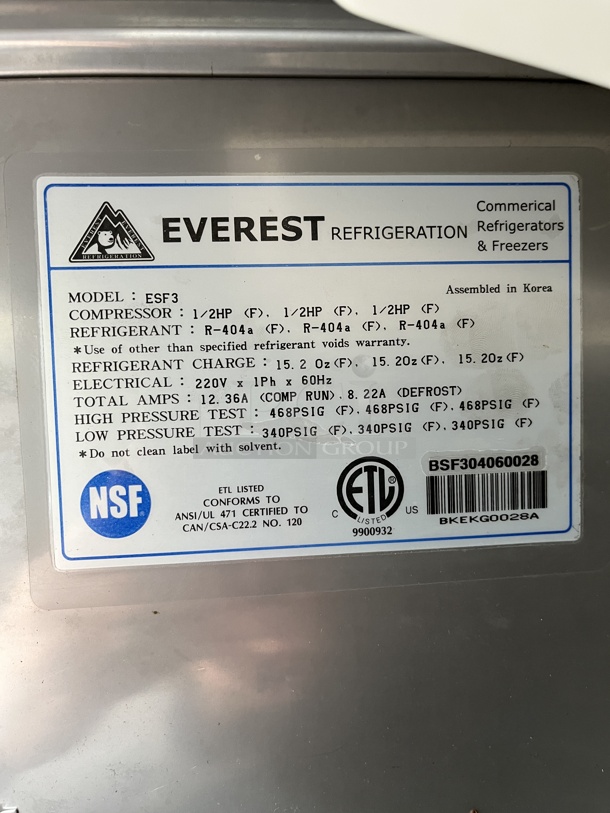 EVEREST REFRIGERATION
Commerical
Refrigerators
& Freezers
REFRIGERATION
Assembled in Korea
MODEL : ESF3
COMPRESSOR : 1/2HP (F), 1/2HP (F), 1/2HP (F)
REFRIGERANT : R-404a (F), R-404a (F), R-404a (F)
*Use of other than specified refrigerant voids warranty.
REFRIGERANT CHARGE : 15.2 Oz(F), 15.2Oz(F), 15.2Oz(F)
ELECTRICAL : 220V x 1Ph x 60Hz
TOTAL AMPS : 12.36A (COMP RUN), 8.22A (DEFROST)
HIGH PRESSURE TEST : 468PSIG (F), 468PSIG (F), 468PSIG (F)
LOW PRESSURE TEST : 340PSIG (F), 340PSIG (F), 340PSIG (F)
*Do not clean label with solvent.
GROUP
NSF®
ETL LISTED
CONFORMS TO
ANSI/UL 471 CERTIFIED TO
CAN/CSA-C22.2 NO. 120
C ETL US
LISTED
9900932
BSF304060028
BKEKG0028A